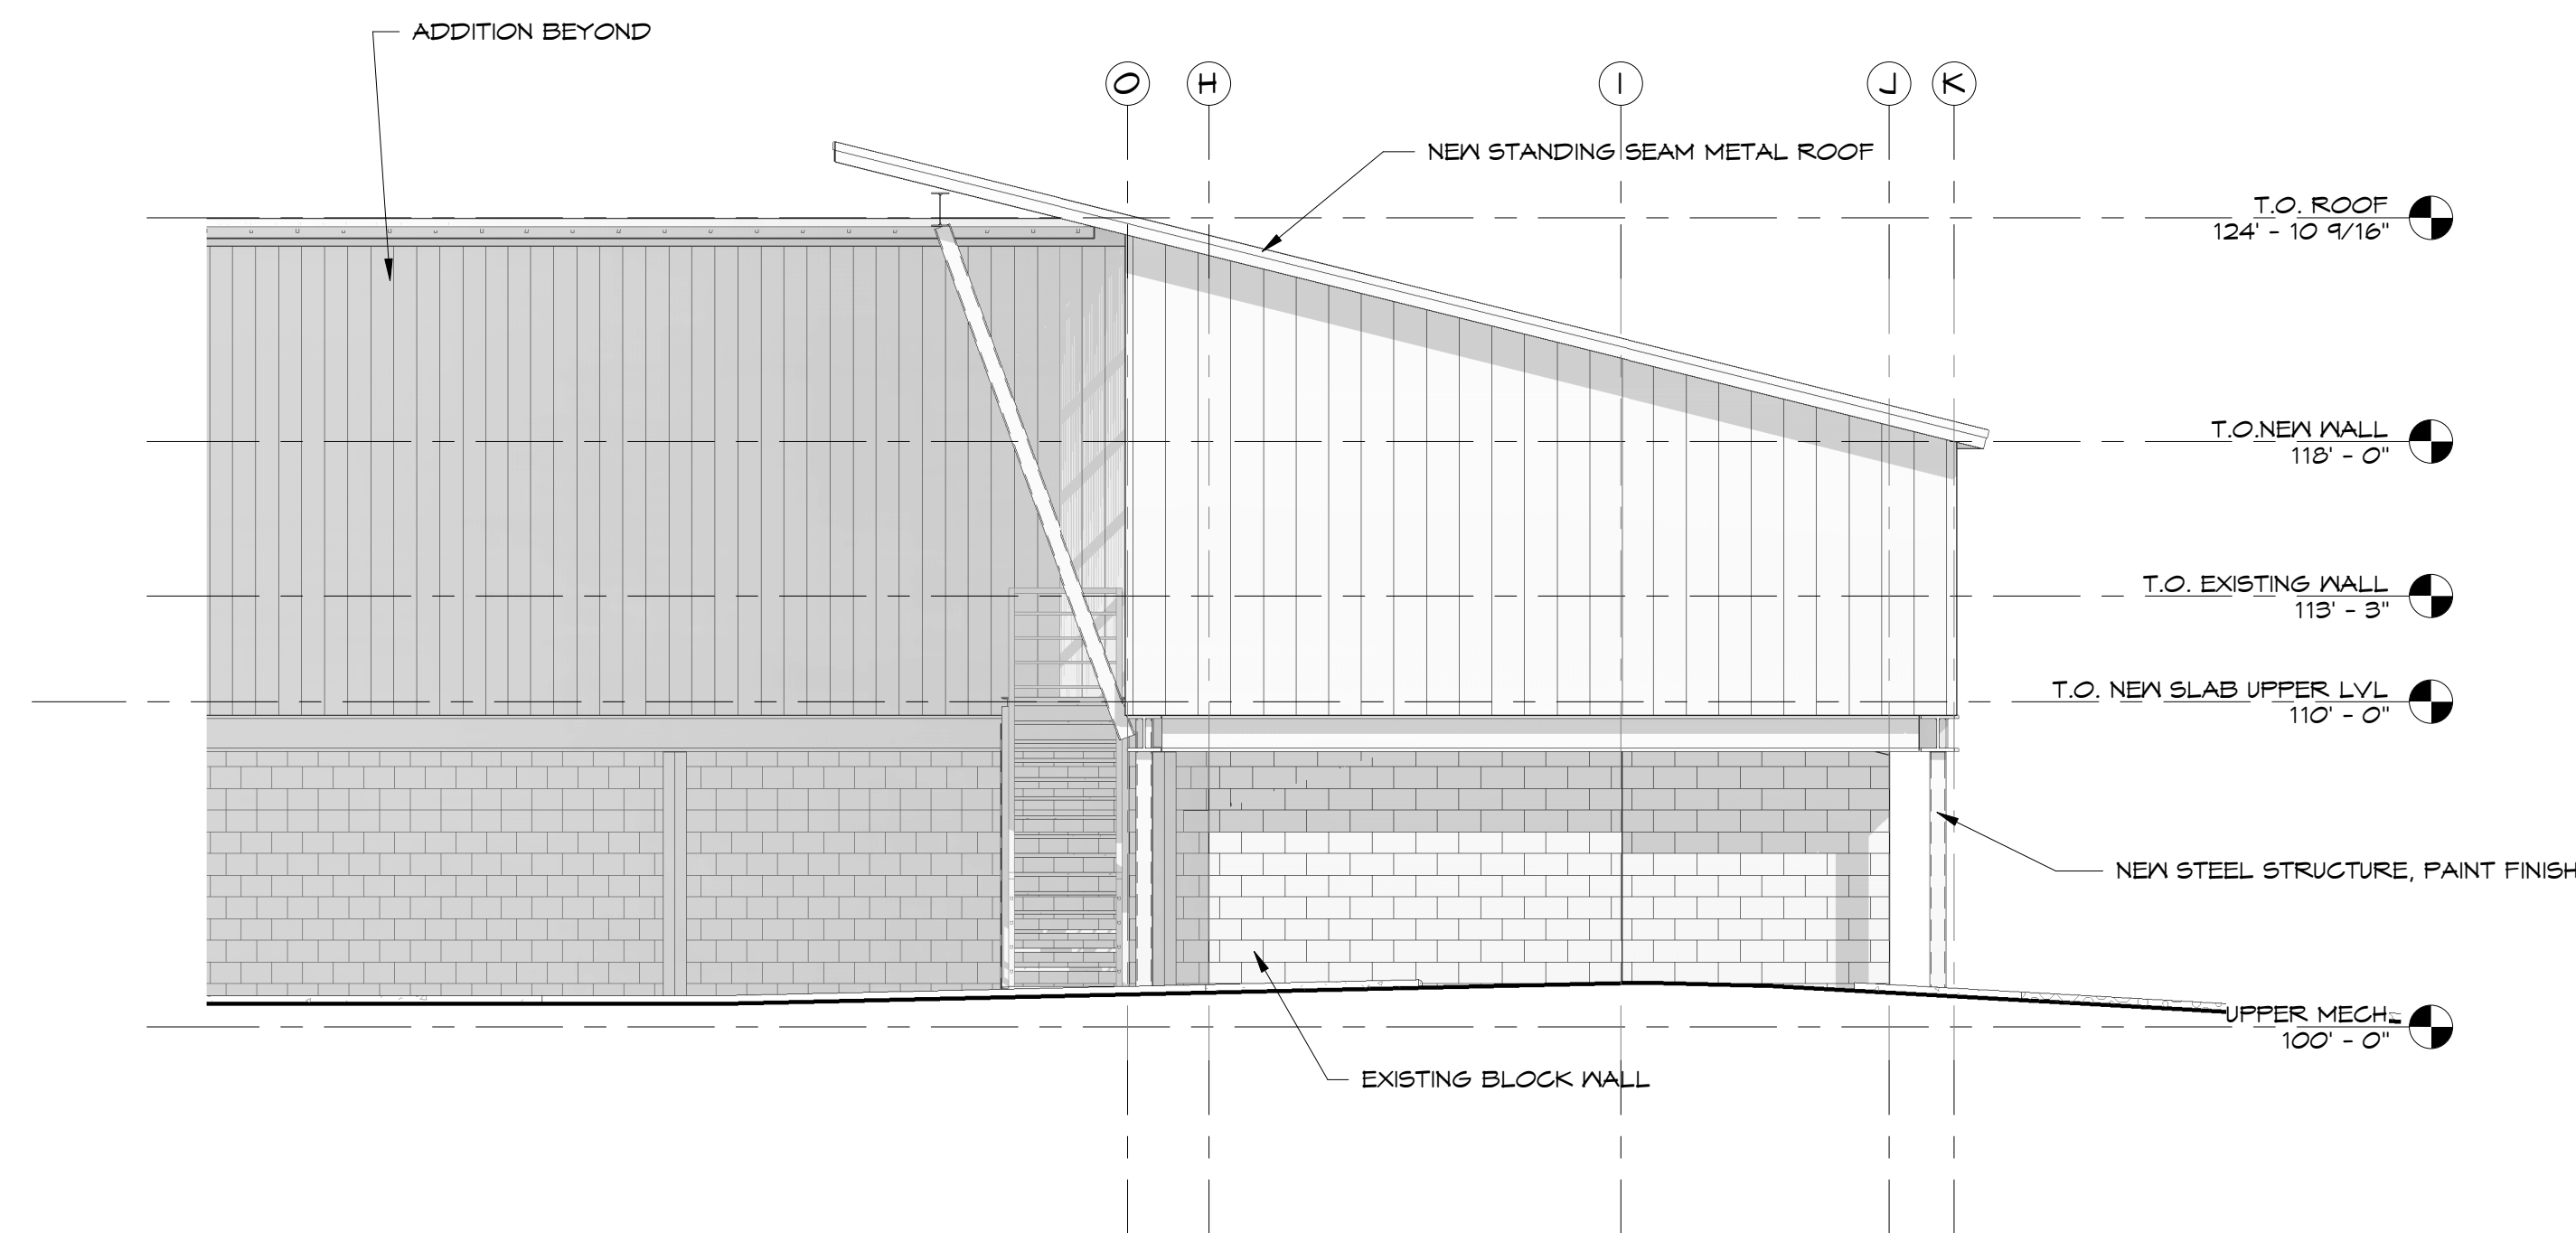 ADDITION BEYOND
O H I J K
NEW STANDING SEAM METAL ROOF
T.O. ROOF
124' - 10 9/16"
T.O.NEW WALL
118' - 0"
T.O. EXISTING WALL
113' - 3"
T.O. NEW SLAB UPPER LVL
110' - 0"
NEW STEEL STRUCTURE, PAINT FINISH
UPPER MECH.
100' - 0"
EXISTING BLOCK WALL